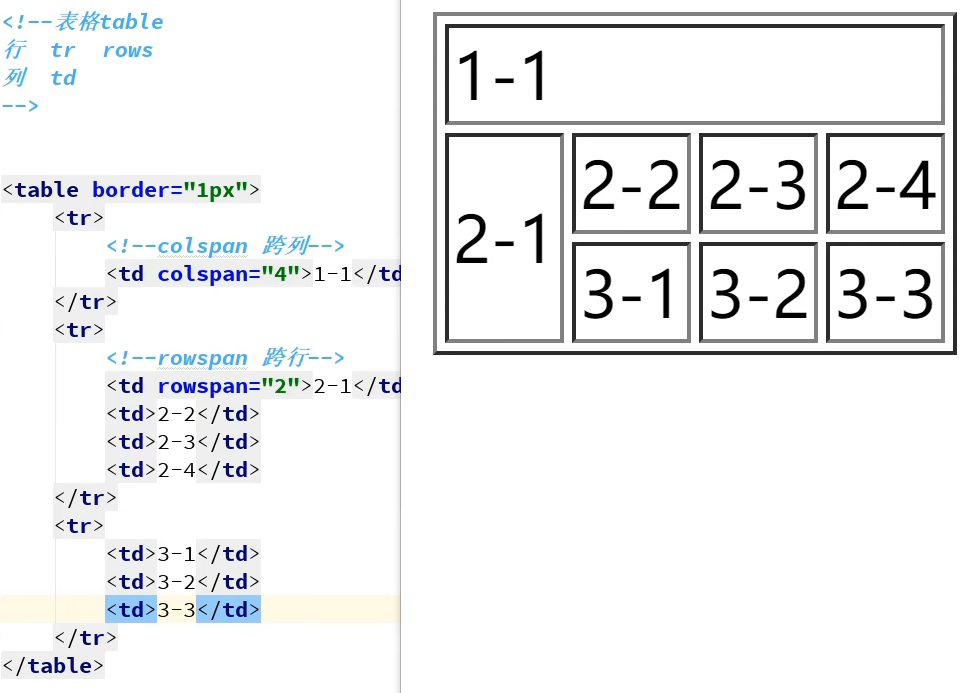 <!--表格table
行  tr  rows
列  td
-->
<table border="1px">
<tr>
<!--colspan 跨列-->
<td colspan="4">1-1</td
</tr>
<tr>
<!--rowspan 跨行-->
<td rowspan="2">2-1</td
<td>2-2</td>
<td>2-3</td>
<td>2-4</td>
</tr>
<tr>
<td>3-1</td>
<td>3-2</td>
<td>3-3</td>
</tr>
</table>
1-1
2-1 2-2 2-3 2-4
3-1 3-2 3-3